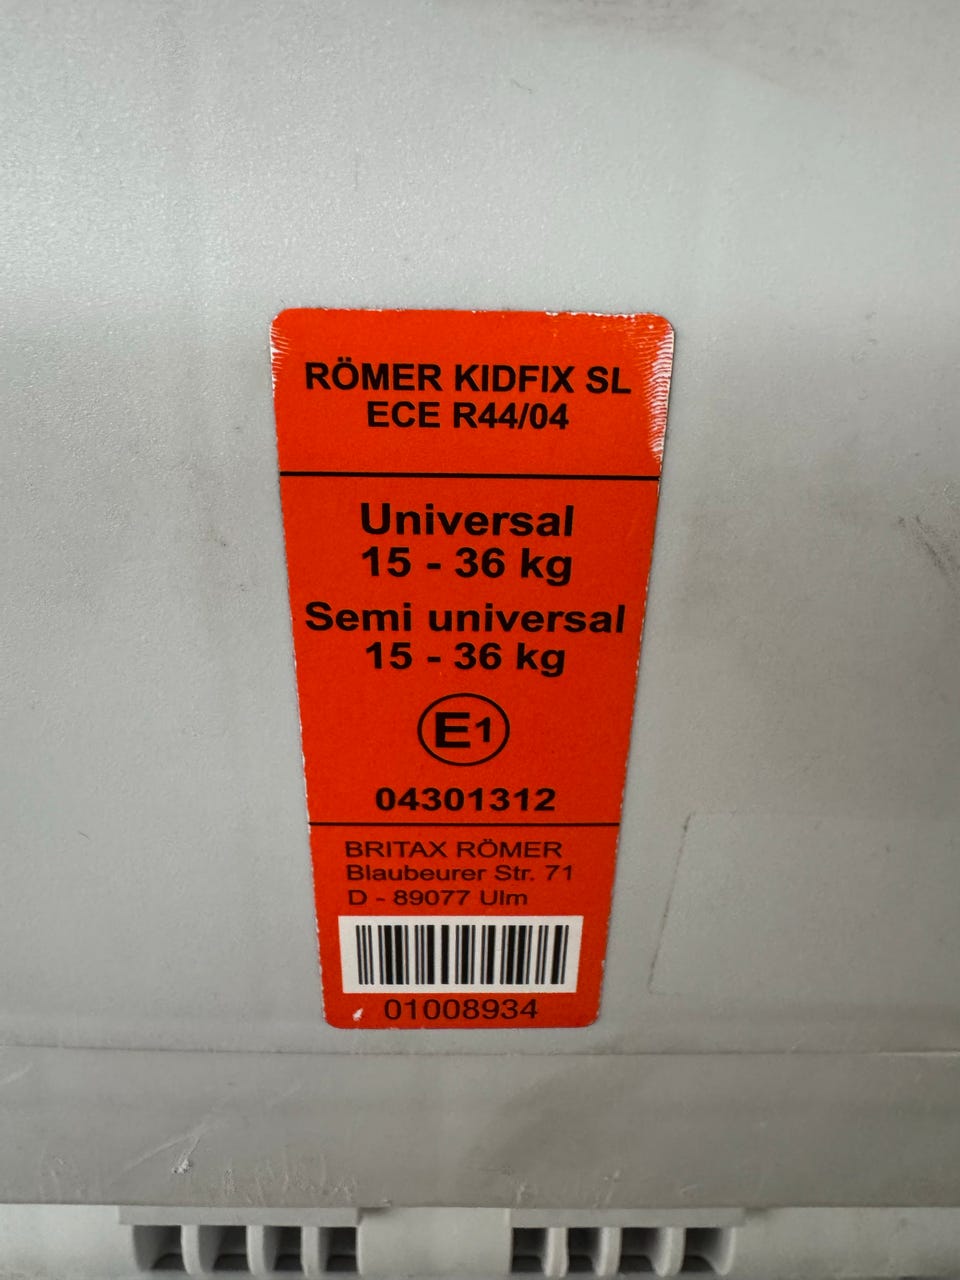 RÖMER KIDFIX SL
ECE R44/04
Universal
15 - 36 kg
Semi universal
15 - 36 kg
E1
04301312
BRITAX RÖMER
Blaubeurer Str. 71
D - 89077 Ulm
01008934